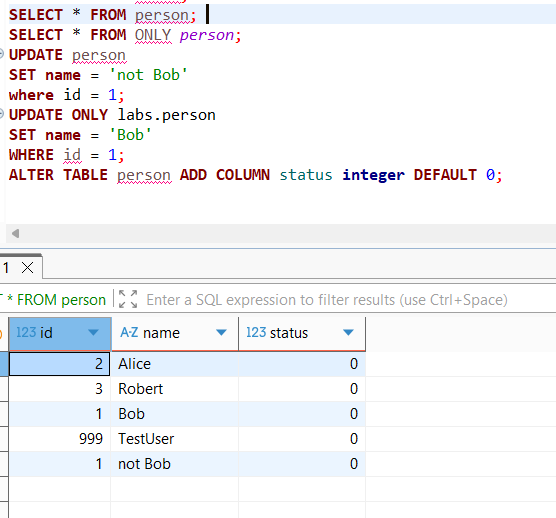 SELECT * FROM person;
SELECT * FROM ONLY person;
UPDATE person
SET name = 'not Bob'
where id = 1;
UPDATE ONLY labs.person
SET name = 'Bob'
WHERE id = 1;
ALTER TABLE person ADD COLUMN status integer DEFAULT 0;
1
* FROM person Enter a SQL expression to filter results (use Ctrl+Space)
123 id A-Z name 123 status
2 Alice 0
3 Robert 0
1 Bob 0
999 TestUser 0
1 not Bob 0